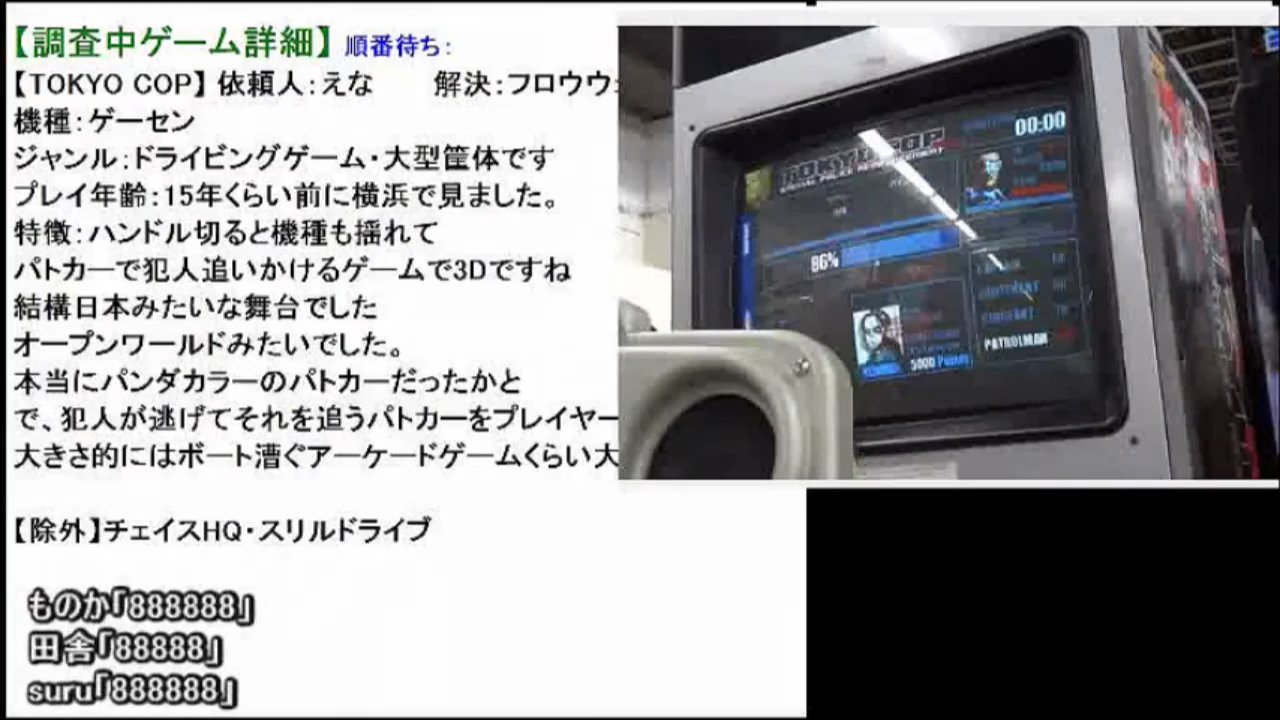 【調査中ゲーム詳細】 順番待ち:
【TOKYO COP】 依頼人:えな 解決:フロウウ
機種:ゲーセン
ジャンル:ドライビングゲーム・大型筐体です
プレイ年齢:15年くらい前に横浜で見ました。
特徴:ハンドル切ると機種も揺れて
パトカーで犯人追いかけるゲームで3Dですね
結構日本みたいな舞台でした
オープンワールドみたいでした。
本当にパンダカラーのパトカーだったかと
で、犯人が逃げてそれを追うパトカーをプレイヤー
大きさ的にはボート漕ぐアーケードゲームくらい大
【除外】チェイスHQ・スリルドライブ
ものか「888888」
田舎「88888」
suru「888888」
TOKYO COP
00:00
86%
SERGEANT
PATROLMAN
5000 Points